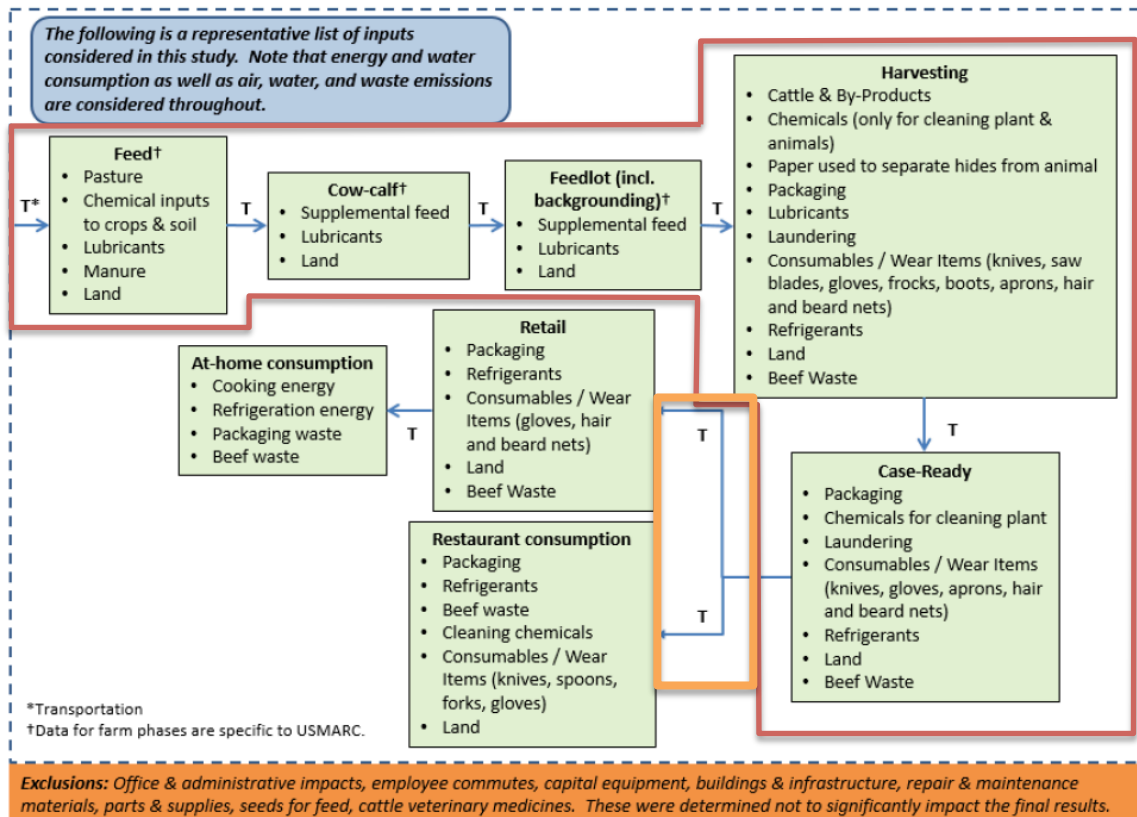 The following is a representative list of inputs
considered in this study.  Note that energy and water
consumption as well as air, water, and waste emissions
are considered throughout.
T*
Feed†
• Pasture
• Chemical inputs
to crops & soil
• Lubricants
• Manure
• Land
T
Cow-calf†
• Supplemental feed
• Lubricants
• Land
T
Feedlot (incl.
backgrounding)†
• Supplemental feed
• Lubricants
• Land
T
Harvesting
• Cattle & By-Products
• Chemicals (only for cleaning plant &
animals)
• Paper used to separate hides from animal
• Packaging
• Lubricants
• Laundering
• Consumables / Wear Items (knives, saw
blades, gloves, frocks, boots, aprons, hair
and beard nets)
• Refrigerants
• Land
• Beef Waste
T
Case-Ready
• Packaging
• Chemicals for cleaning plant
• Laundering
• Consumables / Wear Items
(knives, gloves, aprons, hair
and beard nets)
• Refrigerants
• Land
• Beef Waste
T
T
Retail
• Packaging
• Refrigerants
• Consumables / Wear
Items (gloves, hair
and beard nets)
• Land
• Beef Waste
T
At-home consumption
• Cooking energy
• Refrigeration energy
• Packaging waste
• Beef waste
Restaurant consumption
• Packaging
• Refrigerants
• Beef waste
• Cleaning chemicals
• Consumables / Wear
Items (knives, spoons,
forks, gloves)
• Land
*Transportation
†Data for farm phases are specific to USMARC.
Exclusions: Office & administrative impacts, employee commutes, capital equipment, buildings & infrastructure, repair & maintenance
materials, parts & supplies, seeds for feed, cattle veterinary medicines.  These were determined not to significantly impact the final results.